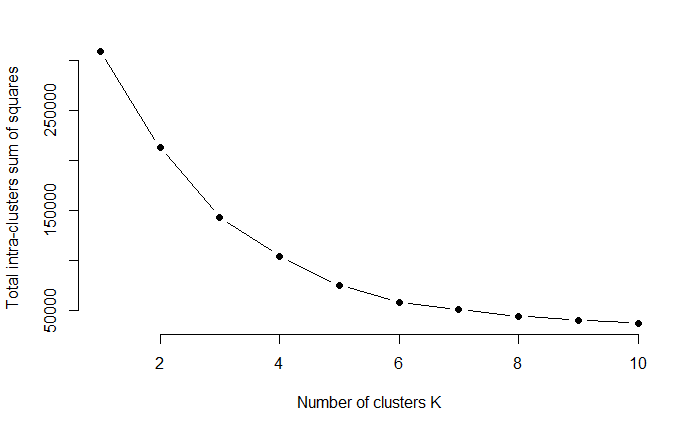 Total intra-clusters sum of squares
250000
150000
50000
2 4 6 8 10
Number of clusters K